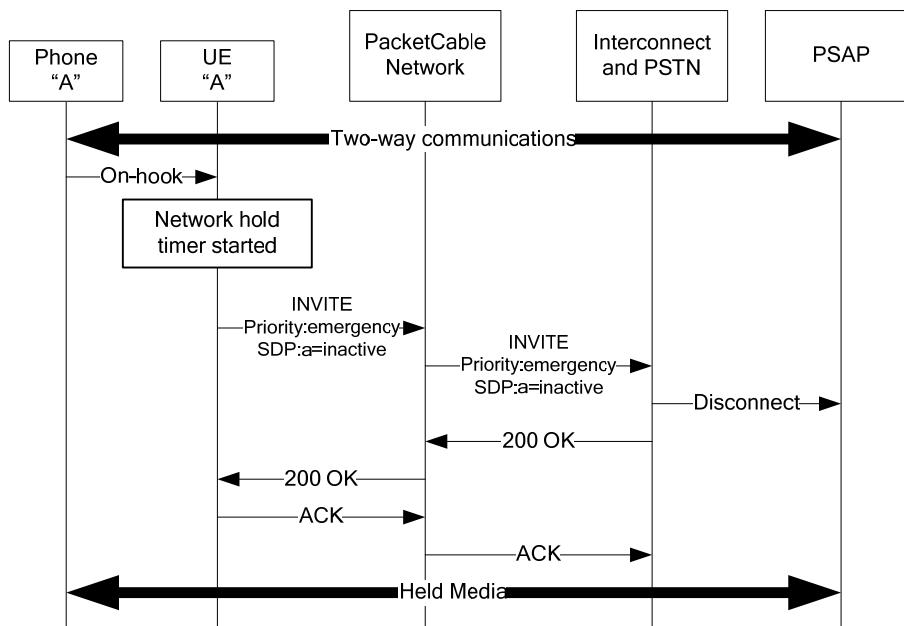 Phone
“A”
UE
“A”
PacketCable
Network
Interconnect
and PSTN
PSAP
Two-way communications
On-hook
Network hold
timer started
INVITE
Priority:emergency
SDP:a=inactive
INVITE
Priority:emergency
SDP:a=inactive
Disconnect
200 OK
200 OK
ACK
ACK
Held Media